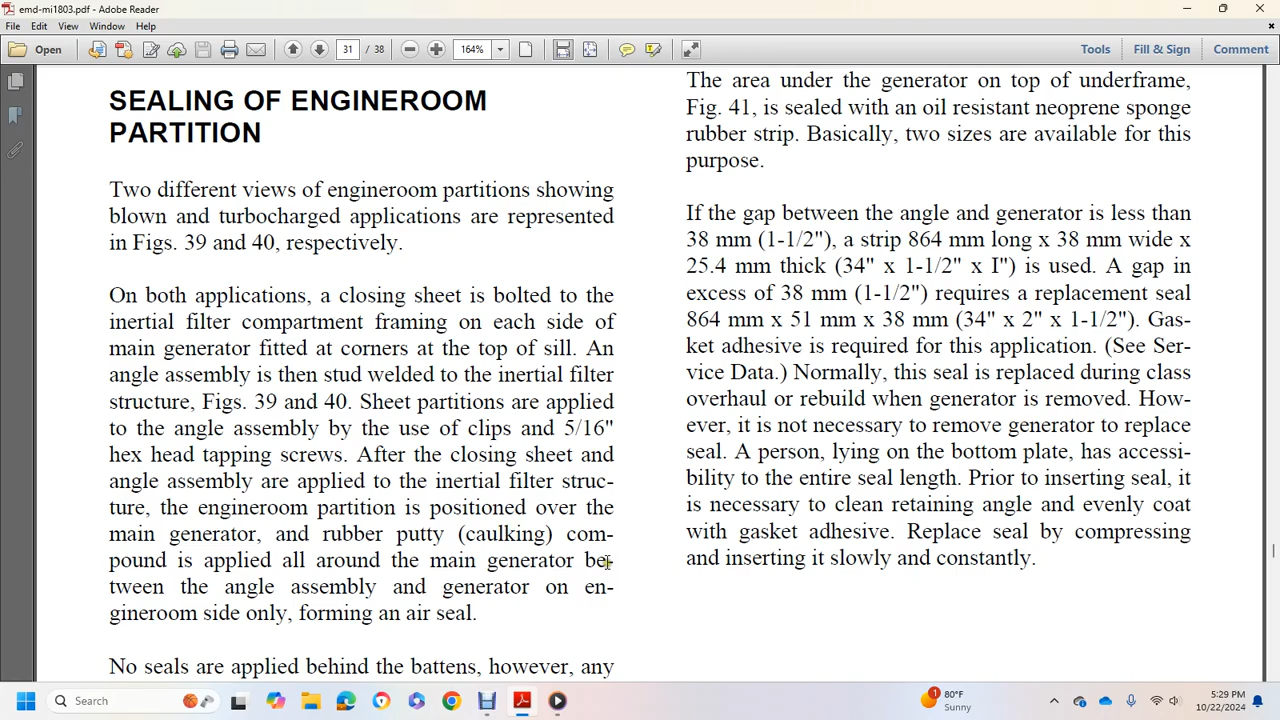 emd-mi1803.pdf - Adobe Reader
File Edit View Window Help
Open 31 / 38 164% Tools Fill & Sign Comment
SEALING OF ENGINEROOM
PARTITION
Two different views of engineroom partitions showing
blown and turbocharged applications are represented
in Figs. 39 and 40, respectively.
On both applications, a closing sheet is bolted to the
inertial filter compartment framing on each side of
main generator fitted at corners at the top of sill. An
angle assembly is then stud welded to the inertial filter
structure, Figs. 39 and 40. Sheet partitions are applied
to the angle assembly by the use of clips and 5/16"
hex head tapping screws. After the closing sheet and
angle assembly are applied to the inertial filter struc-
ture, the engineroom partition is positioned over the
main generator, and rubber putty (caulking) com-
pound is applied all around the main generator be-
tween the angle assembly and generator on en-
gineroom side only, forming an air seal.
No seals are applied behind the battens, however, any
The area under the generator on top of underframe,
Fig. 41, is sealed with an oil resistant neoprene sponge
rubber strip. Basically, two sizes are available for this
purpose.
If the gap between the angle and generator is less than
38 mm (1-1/2"), a strip 864 mm long x 38 mm wide x
25.4 mm thick (34" x 1-1/2" x I") is used. A gap in
excess of 38 mm (1-1/2") requires a replacement seal
864 mm x 51 mm x 38 mm (34" x 2" x 1-1/2"). Gas-
ket adhesive is required for this application. (See Ser-
vice Data.) Normally, this seal is replaced during class
overhaul or rebuild when generator is removed. How-
ever, it is not necessary to remove generator to replace
seal. A person, lying on the bottom plate, has accessi-
bility to the entire seal length. Prior to inserting seal, it
is necessary to clean retaining angle and evenly coat
with gasket adhesive. Replace seal by compressing
and inserting it slowly and constantly.
Search
1
80°F
Sunny
5:29 PM
10/22/2024